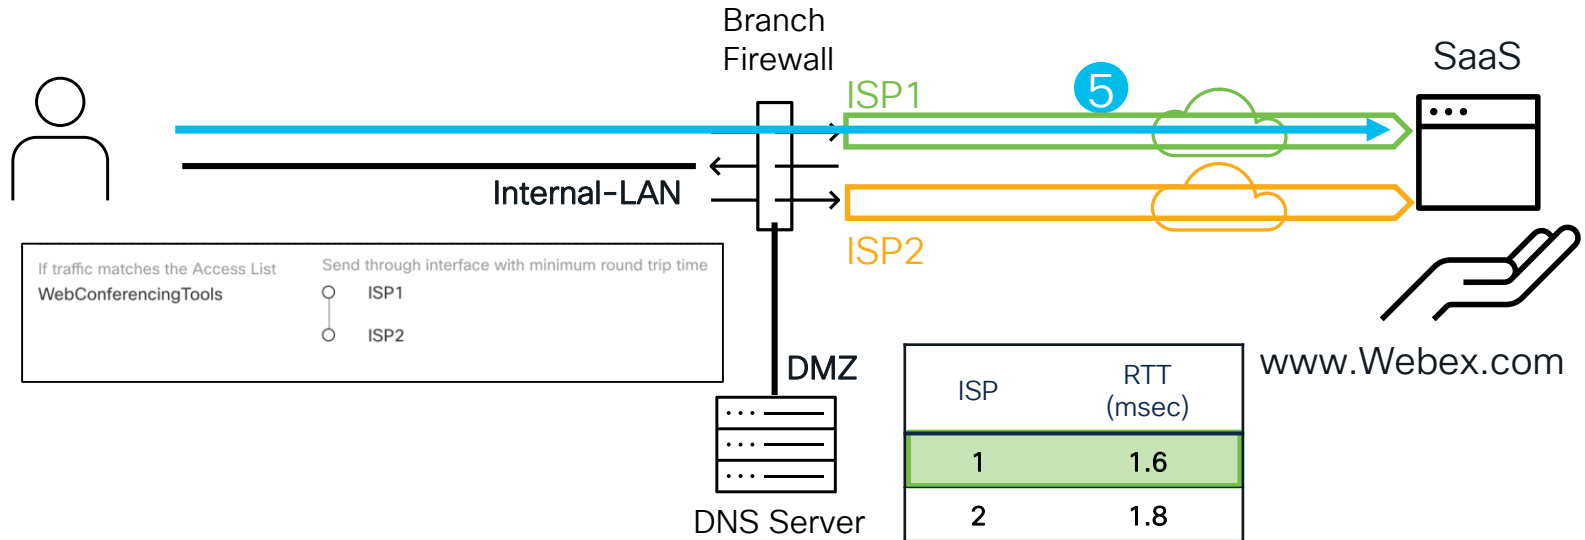 Branch
Firewall
SaaS
ISP1
5
Internal-LAN
ISP2
If traffic matches the Access List
WebConferencingTools
Send through interface with minimum round trip time
ISP1
ISP2
DMZ
DNS Server
www.Webex.com
ISP RTT
(msec)
1 1.6
2 1.8